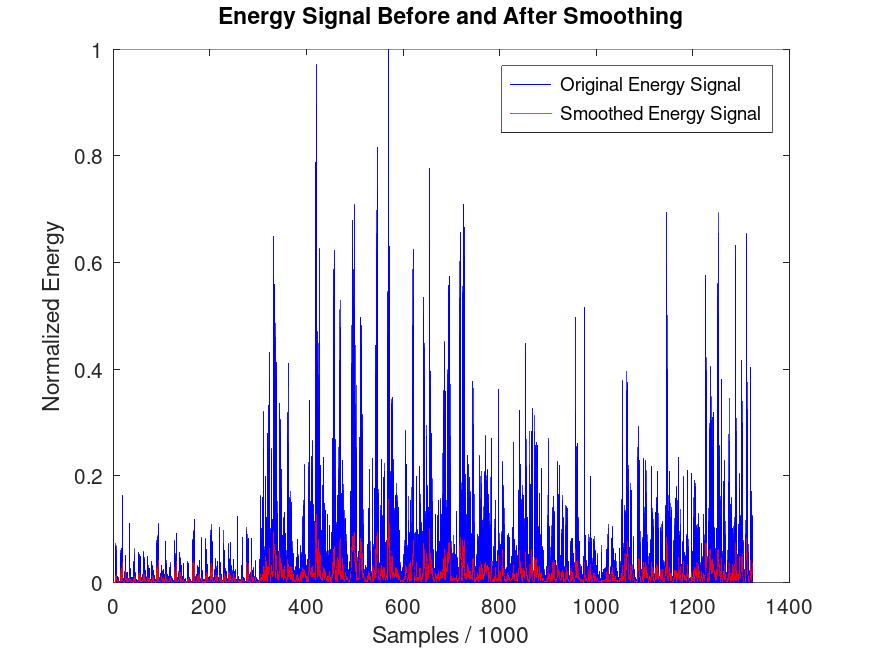 Energy Signal Before and After Smoothing
Original Energy Signal
Smoothed Energy Signal
Normalized Energy
1
0.8
0.6
0.4
0.2
0
0 200 400 600 800 1000 1200 1400
Samples / 1000